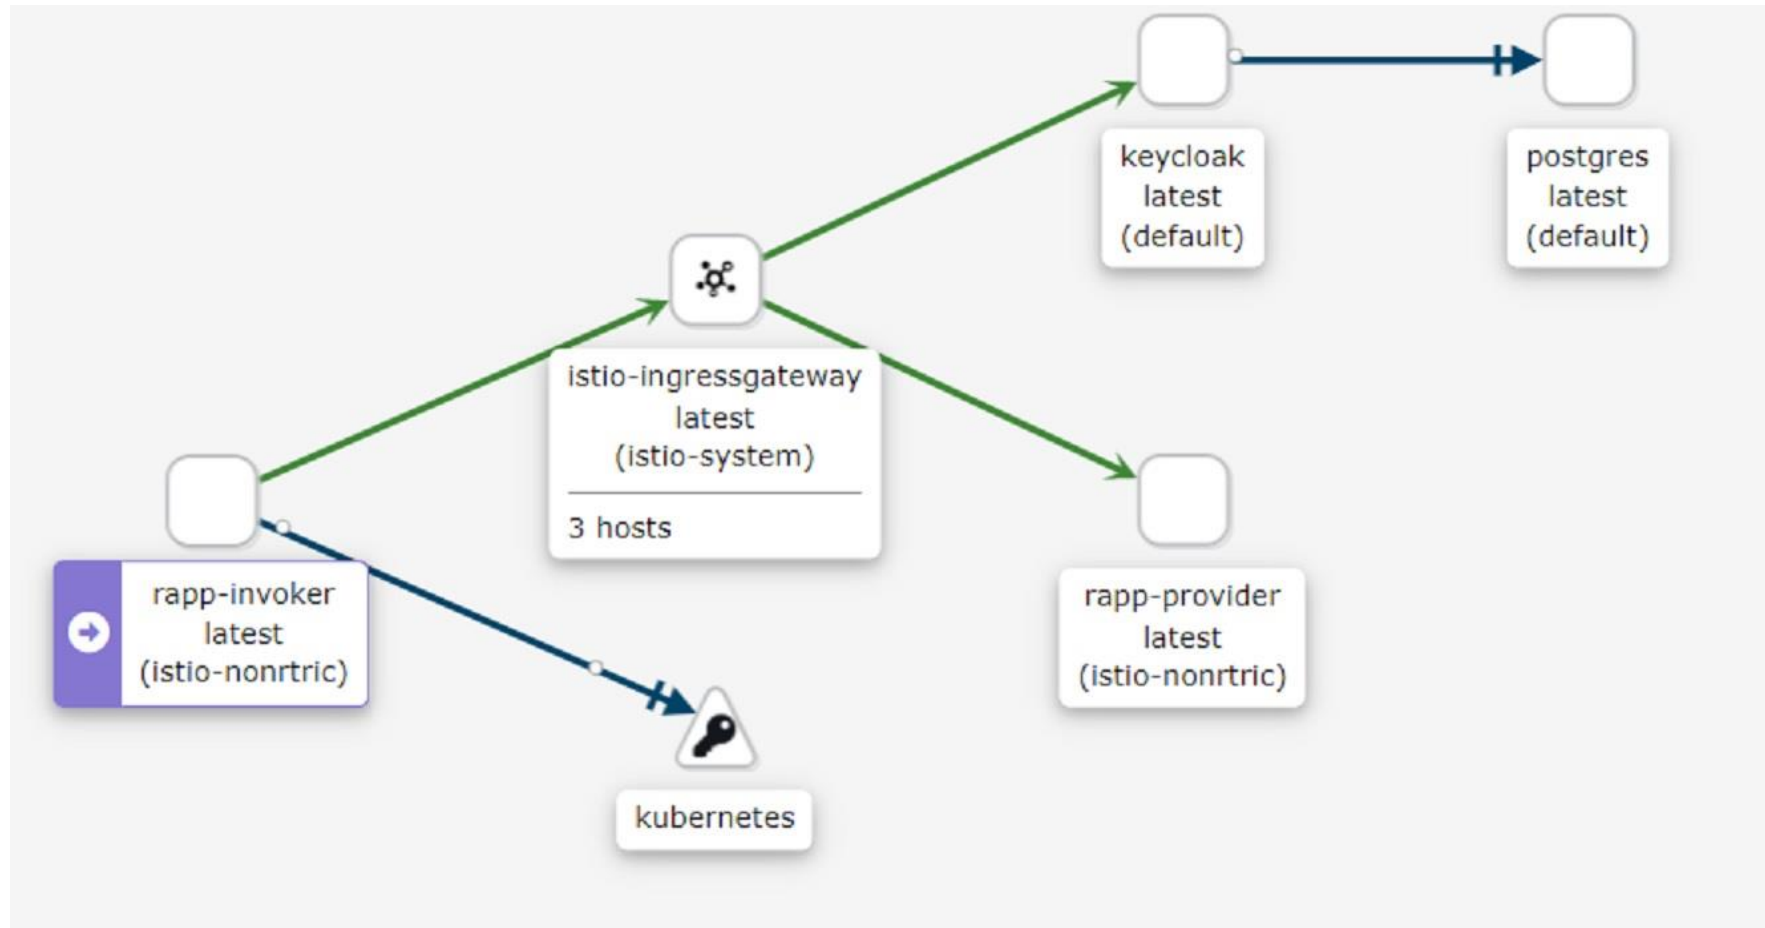 keycloak
latest
(default)
postgres
latest
(default)
istio-ingressgateway
latest
(istio-system)
3 hosts
rapp-invoker
latest
(istio-nonrtric)
rapp-provider
latest
(istio-nonrtric)
kubernetes